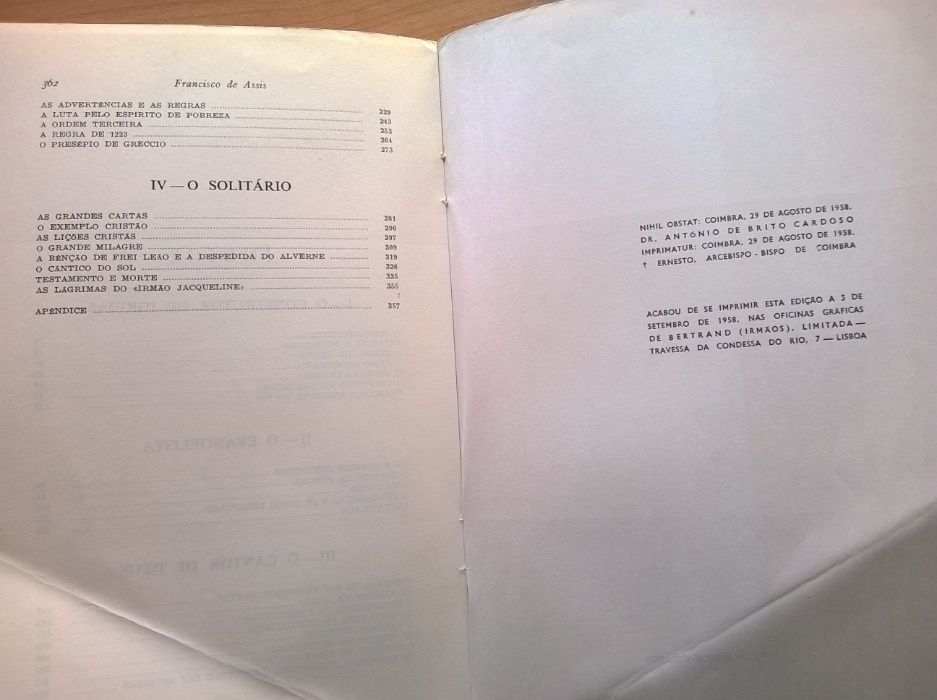 362 Francisco de Assis
AS ADVERTÊNCIAS E AS REGRAS 229
A LUTA PELO ESPÍRITO DE POBREZA 243
A ORDEM TERCEIRA 253
A REGRA DE 1223 264
O PRESÉPIO DE GRECCIO 273
IV — O SOLITÁRIO
AS GRANDES CARTAS 281
O EXEMPLO CRISTÃO 290
AS LIÇÕES CRISTÃS 297
O GRANDE MILAGRE 309
A BÊNÇÃO DE FREI LEÃO E A DESPEDIDA DO ALVERNE 319
O CÂNTICO DO SOL 326
TESTAMENTO E MORTE 335
AS LÁGRIMAS DO «IRMÃO JACQUELINE» 355
APÊNDICE 357
NIHIL OBSTAT: COIMBRA, 29 DE AGOSTO DE 1958.
DR. ANTÓNIO DE BRITO CARDOSO
IMPRIMATUR: COIMBRA, 29 DE AGOSTO DE 1958.
† ERNESTO, ARCEBISPO-BISPO DE COIMBRA
ACABOU DE SE IMPRIMIR ESTA EDIÇÃO A 3 DE
SETEMBRO DE 1958, NAS OFICINAS GRÁFICAS
DE BERTRAND (IRMÃOS), LIMITADA —
TRAVESSA DA CONDESSA DO RIO, 7 — LISBOA